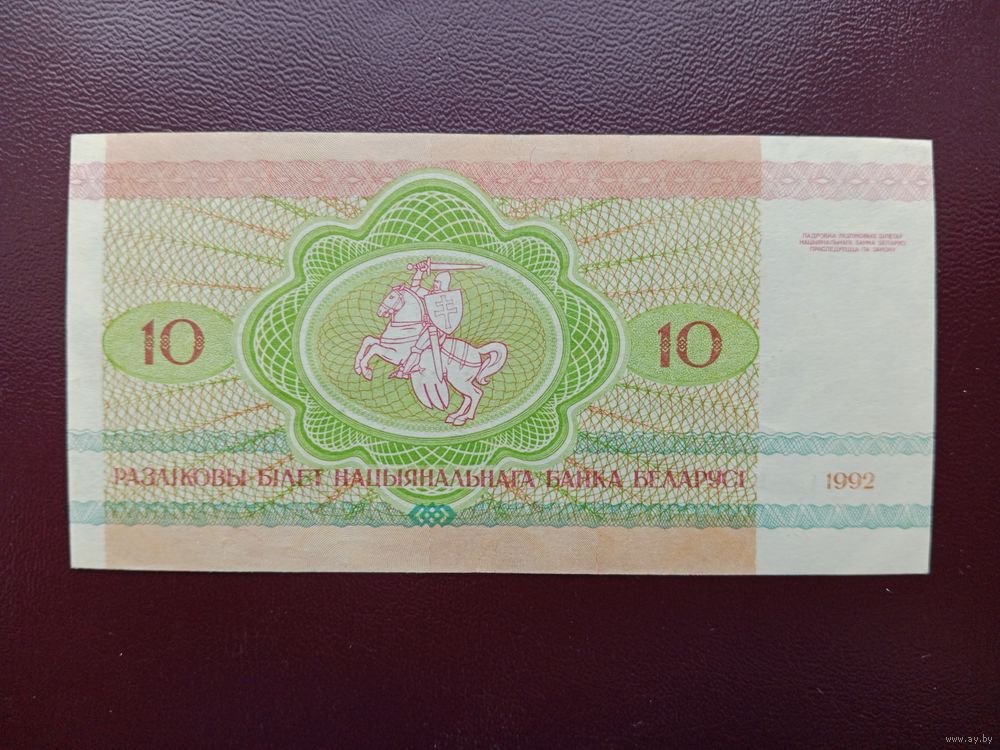 ПАДРОБКА РАЗЛІКОВЫХ БІЛЕТАЎ
НАЦЫЯНАЛЬНАГА БАНКА БЕЛАРУСІ
ПРАСЛЕДУЕЦЦА ПА ЗАКОНУ
10
10
РАЗЛІКОВЫ БІЛЕТ НАЦЫЯНАЛЬНАГА БАНКА БЕЛАРУСІ 1992
www.ay.by